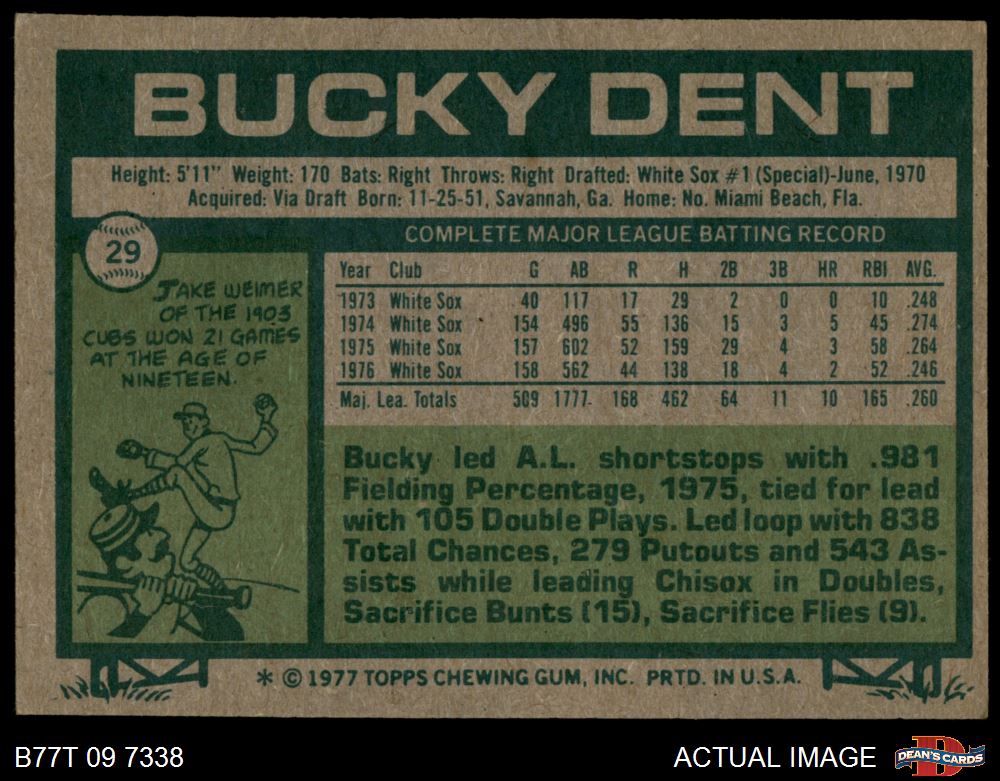 BUCKY DENT
Height: 5'11" Weight: 170 Bats: Right Throws: Right Drafted: White Sox #1 (Special)-June, 1970
Acquired: Via Draft Born: 11-25-51, Savannah, Ga. Home: No. Miami Beach, Fla.
29
COMPLETE MAJOR LEAGUE BATTING RECORD
JAKE WEIMER
OF THE 1903
CUBS WON 21 GAMES
AT THE AGE OF
NINETEEN.
Year Club G AB R H 2B 3B HR RBI AVG.
1973 White Sox 40 117 17 29 2 0 0 10 .248
1974 White Sox 154 496 55 136 15 3 5 45 .274
1975 White Sox 157 602 52 159 29 4 3 58 .264
1976 White Sox 158 562 44 138 18 4 2 52 .246
Maj. Lea. Totals 509 1777 168 462 64 11 10 165 .260
Bucky led A.L. shortstops with .981
Fielding Percentage, 1975, tied for lead
with 105 Double Plays. Led loop with 838
Total Chances, 279 Putouts and 543 As-
sists while leading Chisox in Doubles,
Sacrifice Bunts (15), Sacrifice Flies (9).
* © 1977 TOPPS CHEWING GUM, INC. PRTD. IN U.S.A.
B77T 09 7338
ACTUAL IMAGE
D
DEAN'S CARDS